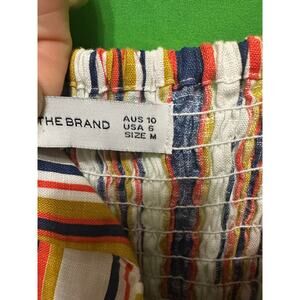 THE BRAND
AUS 10
USA 6
SIZE M